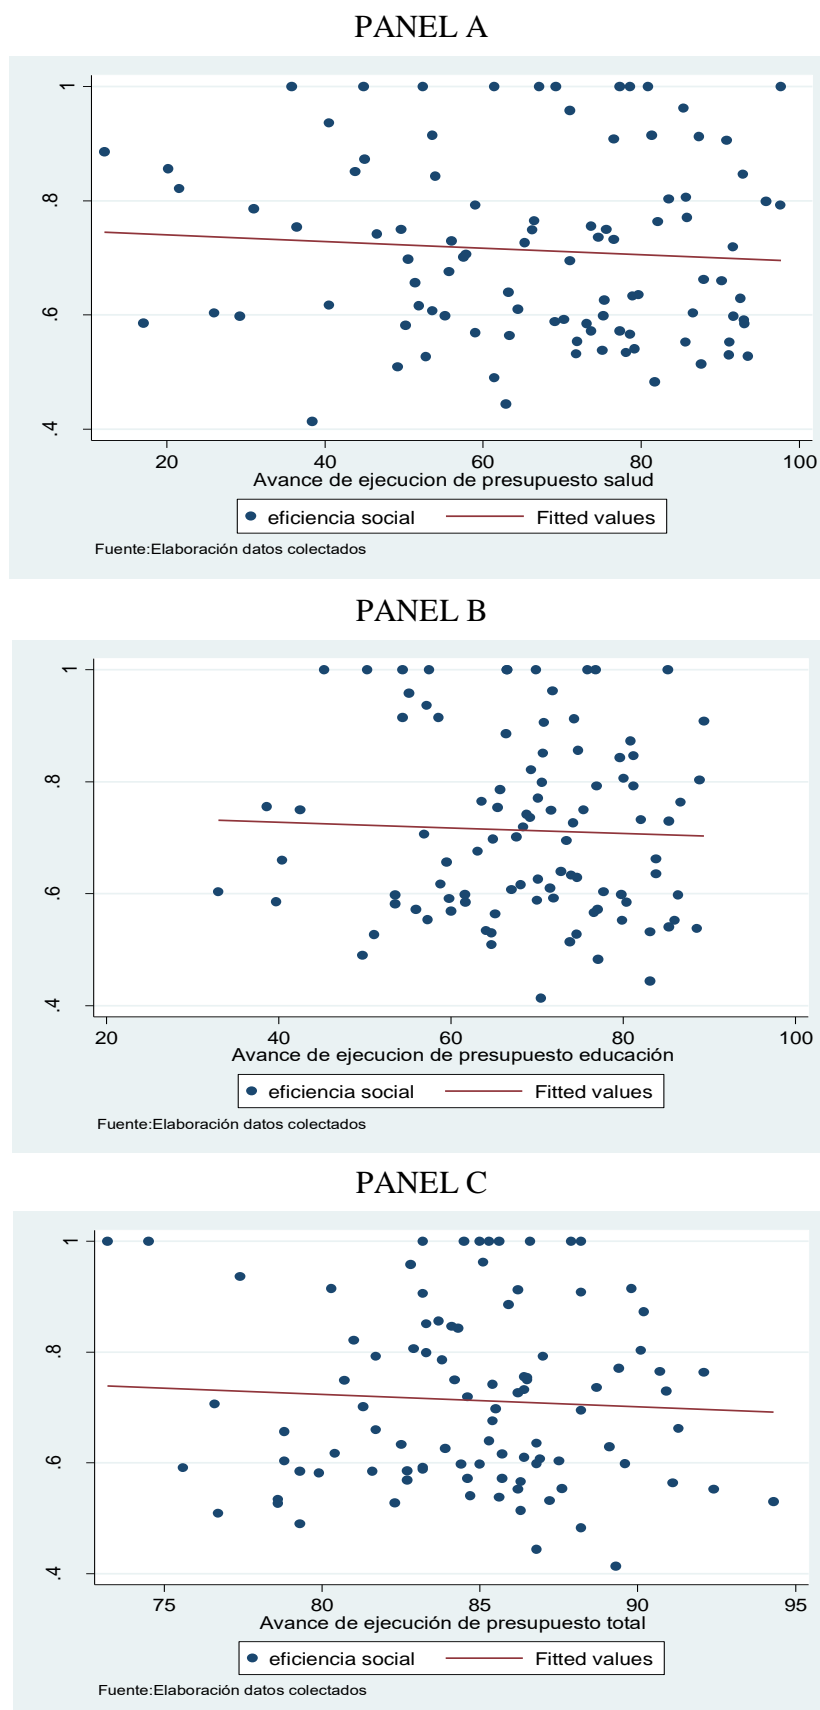 PANEL A
1
.8
.6
.4
20 40 60 80 100
Avance de ejecucion de presupuesto salud
eficiencia social Fitted values
Fuente:Elaboración datos colectados
PANEL B
1
.8
.6
.4
20 40 60 80 100
Avance de ejecucion de presupuesto educación
eficiencia social Fitted values
Fuente:Elaboración datos colectados
PANEL C
1
.8
.6
.4
75 80 85 90 95
Avance de ejecución de presupuesto total
eficiencia social Fitted values
Fuente:Elaboración datos colectados